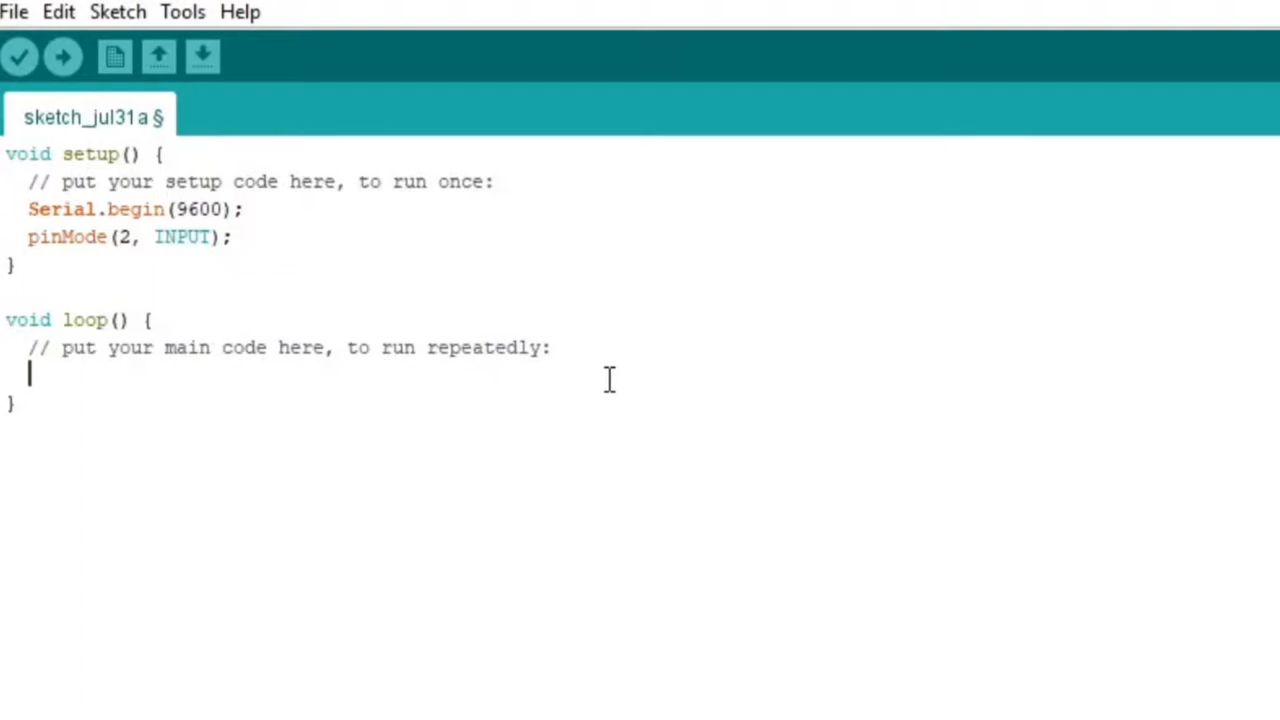 File Edit Sketch Tools Help
sketch_jul31a §
void setup() {
  // put your setup code here, to run once:
  Serial.begin(9600);
  pinMode(2, INPUT);
}
void loop() {
  // put your main code here, to run repeatedly:
}